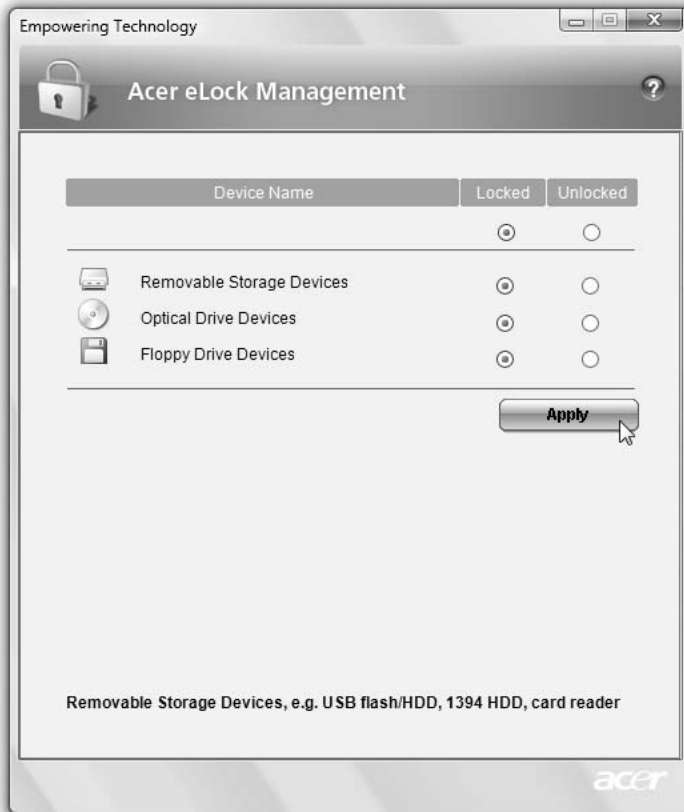 Empowering Technology
Acer eLock Management
?
Device Name Locked Unlocked
Removable Storage Devices
Optical Drive Devices
Floppy Drive Devices
Apply
Removable Storage Devices, e.g. USB flash/HDD, 1394 HDD, card reader
acer